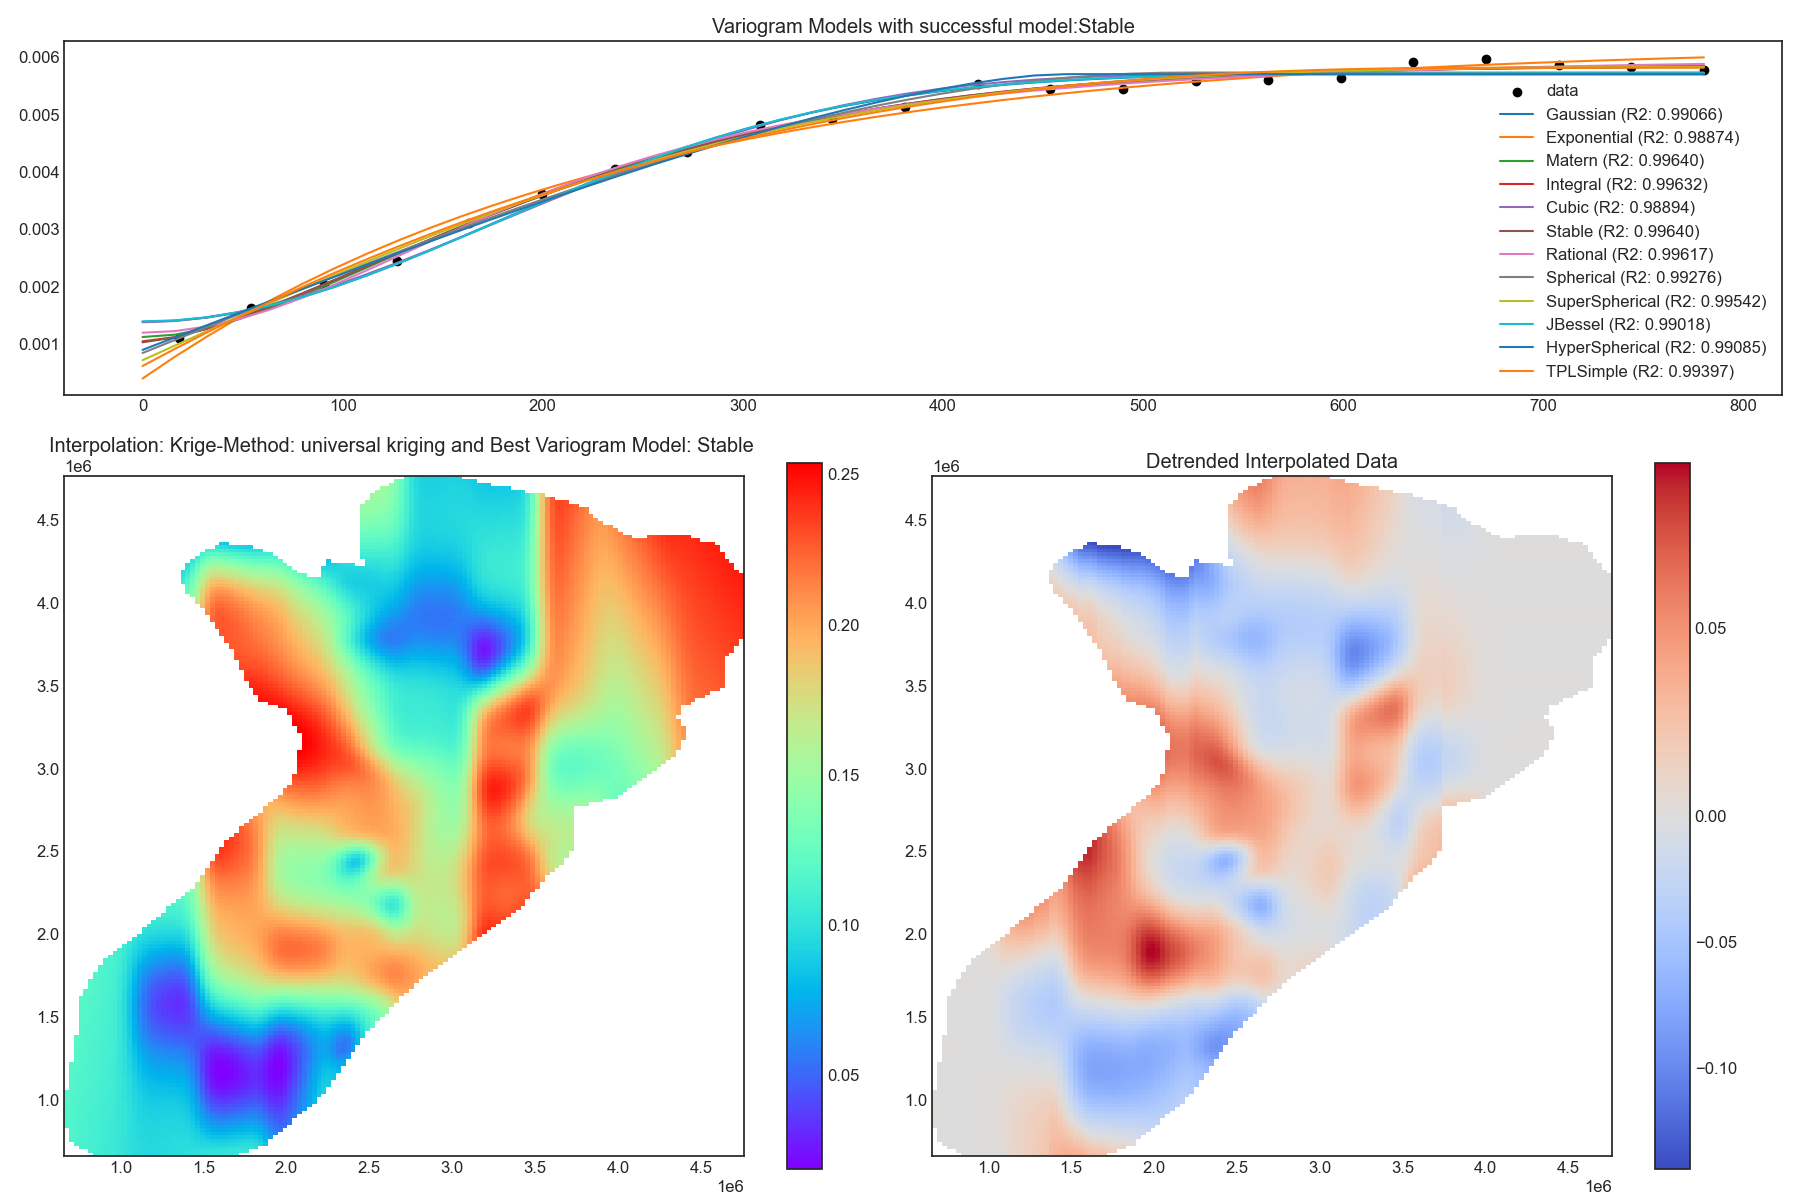 Variogram Models with successful model:Stable
0.006
0.005
0.004
0.003
0.002
0.001
0 100 200 300 400 500 600 700 800
data
Gaussian (R2: 0.99066)
Exponential (R2: 0.98874)
Matern (R2: 0.99640)
Integral (R2: 0.99632)
Cubic (R2: 0.98894)
Stable (R2: 0.99640)
Rational (R2: 0.99617)
Spherical (R2: 0.99276)
SuperSpherical (R2: 0.99542)
JBessel (R2: 0.99018)
HyperSpherical (R2: 0.99085)
TPLSimple (R2: 0.99397)
Interpolation: Krige-Method: universal kriging and Best Variogram Model: Stable
1e6
4.5
4.0
3.5
3.0
2.5
2.0
1.5
1.0
1.0 1.5 2.0 2.5 3.0 3.5 4.0 4.5
1e6
0.25
0.20
0.15
0.10
0.05
Detrended Interpolated Data
1e6
4.5
4.0
3.5
3.0
2.5
2.0
1.5
1.0
1.0 1.5 2.0 2.5 3.0 3.5 4.0 4.5
1e6
0.05
0.00
−0.05
−0.10